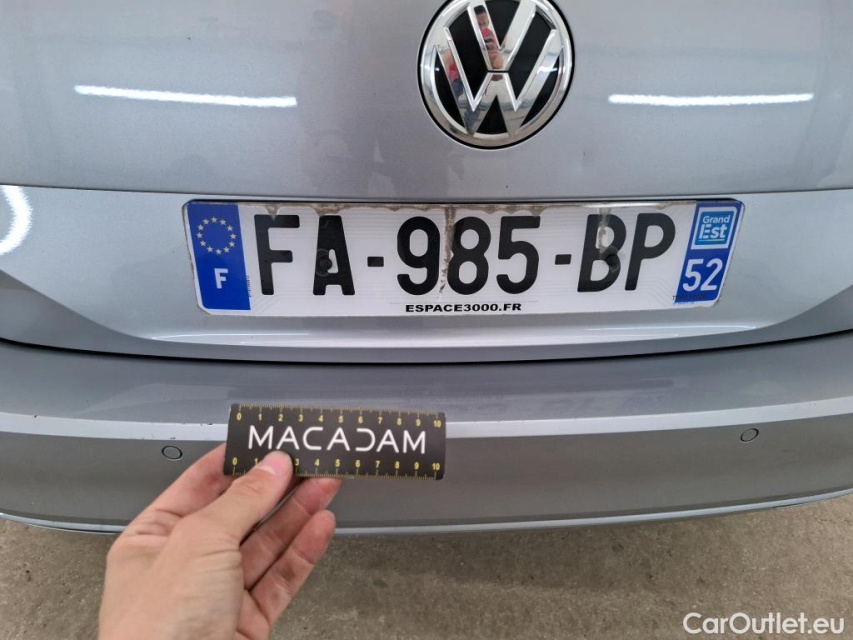 FA-985-BP
F
Grand
Est
52
ESPACE3000.FR
0 1 2 3 4 5 6 7 8 9 10
MACADAM
0 1 3 4 5 6 7 8 9 10
CarOutlet.eu